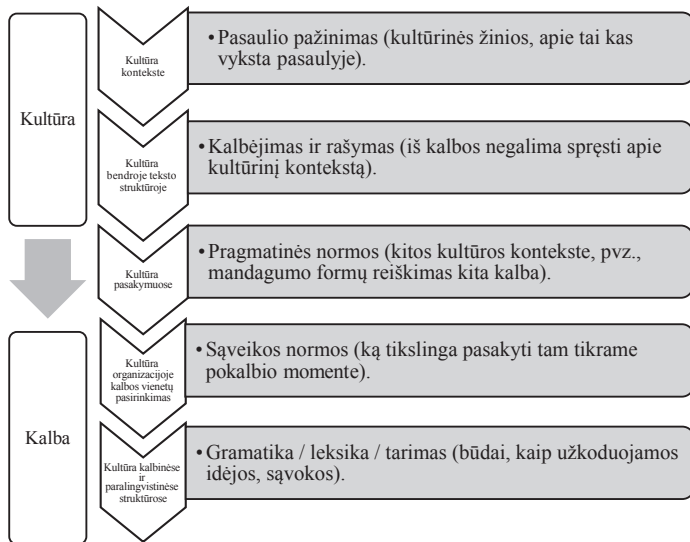 Kultūra
Kultūra
kontekste
• Pasaulio pažinimas (kultūrinės žinios, apie tai kas
vyksta pasaulyje).
Kultūra
bendroje teksto
struktūroje
• Kalbėjimas ir rašymas (iš kalbos negalima spręsti apie
kultūrinį kontekstą).
Kultūra
pasakymuose
• Pragmatinės normos (kitos kultūros kontekste, pvz.,
mandagumo formų reiškimas kita kalba).
Kalba
Kultūra
organizacijoje
kalbos vienetų
pasirinkimas
• Sąveikos normos (ką tikslinga pasakyti tam tikrame
pokalbio momente).
Kultūra kalbinėse
ir
paralingvistinėse
struktūrose
• Gramatika / leksika / tarimas (būdai, kaip užkoduojamos
idėjos, sąvokos).